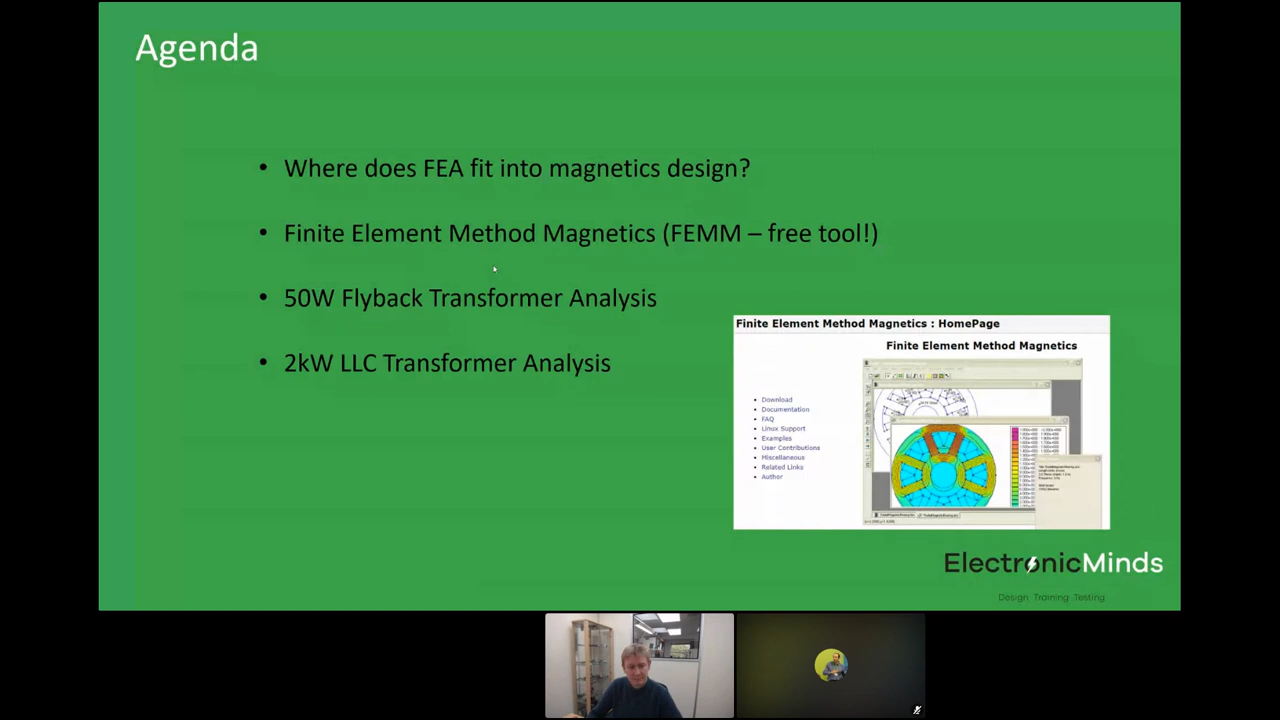 Agenda
• Where does FEA fit into magnetics design?
• Finite Element Method Magnetics (FEMM – free tool!)
• 50W Flyback Transformer Analysis
• 2kW LLC Transformer Analysis
Finite Element Method Magnetics : HomePage
Finite Element Method Magnetics
• Download
• Documentation
• FAQ
• Linux Support
• Examples
• User Contributions
• Miscellaneous
• Related Links
• Author
ElectronicMinds
Design Training Testing